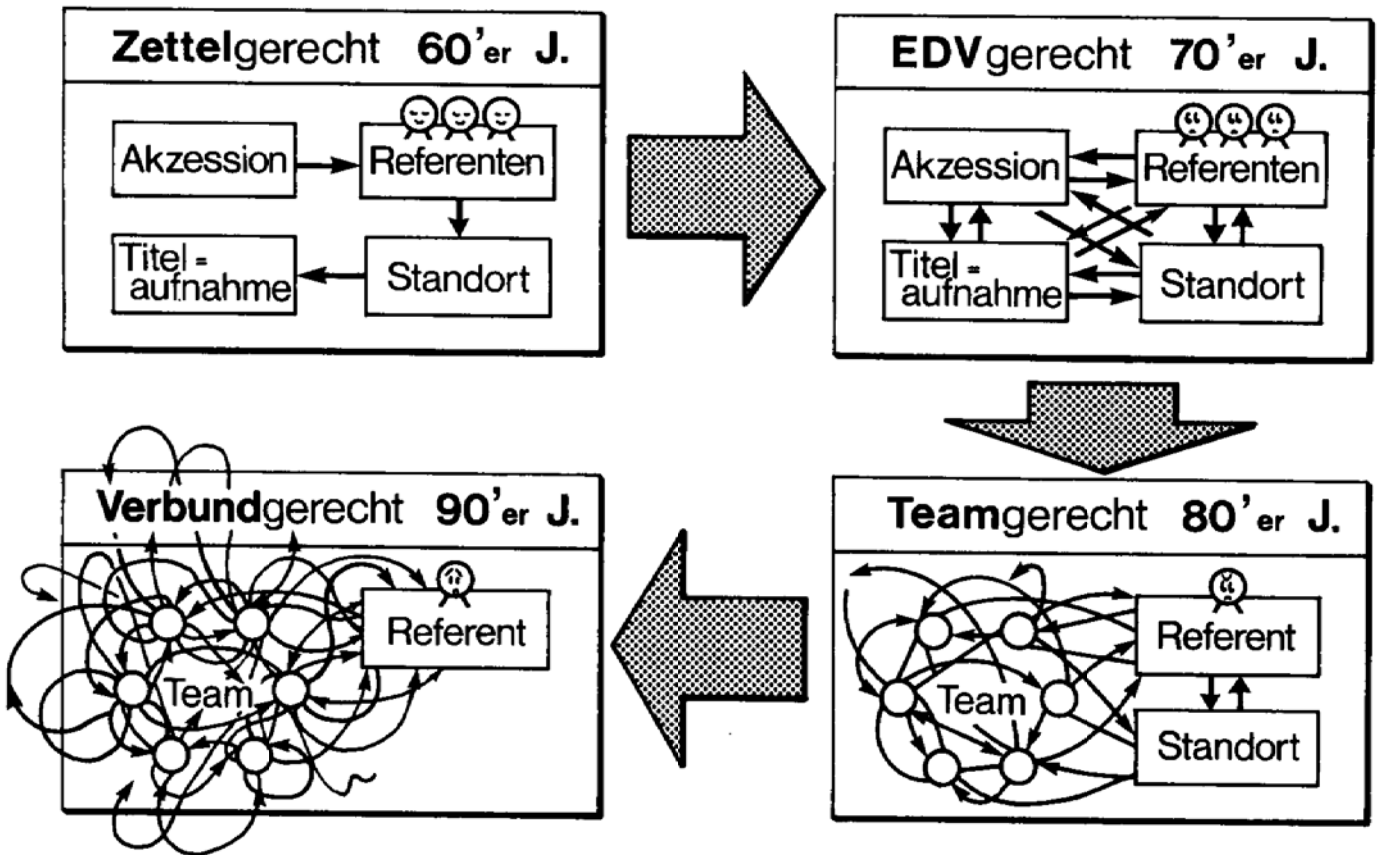 Zettelgerecht 60'er J.
Akzession
Referenten
Titel=
aufnahme
Standort
EDVgerecht 70'er J.
Akzession
Referenten
Titel=
aufnahme
Standort
Teamgerecht 80'er J.
Team
Referent
Standort
Verbundgerecht 90'er J.
Team
Referent